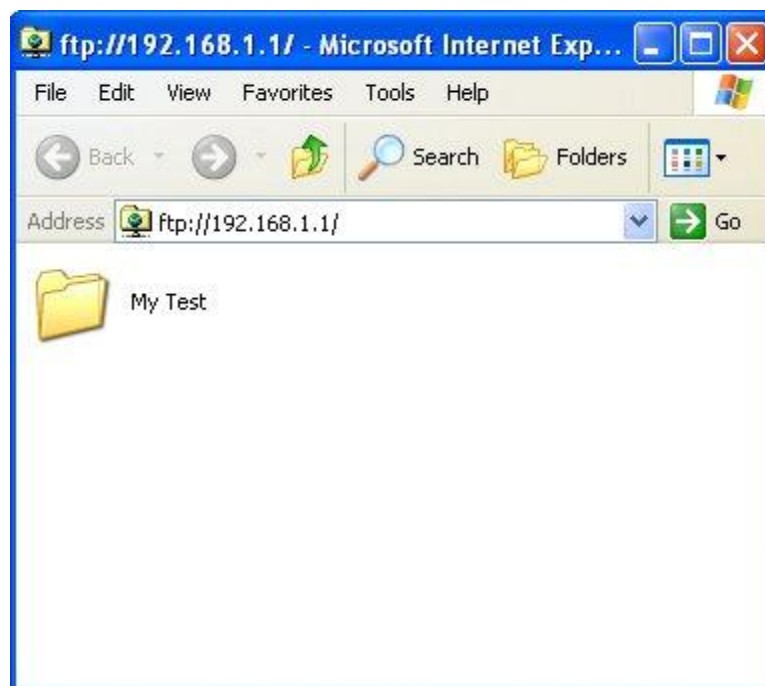 ftp://192.168.1.1/ - Microsoft Internet Exp...
File Edit View Favorites Tools Help
Back Search Folders
Address ftp://192.168.1.1/ Go
My Test